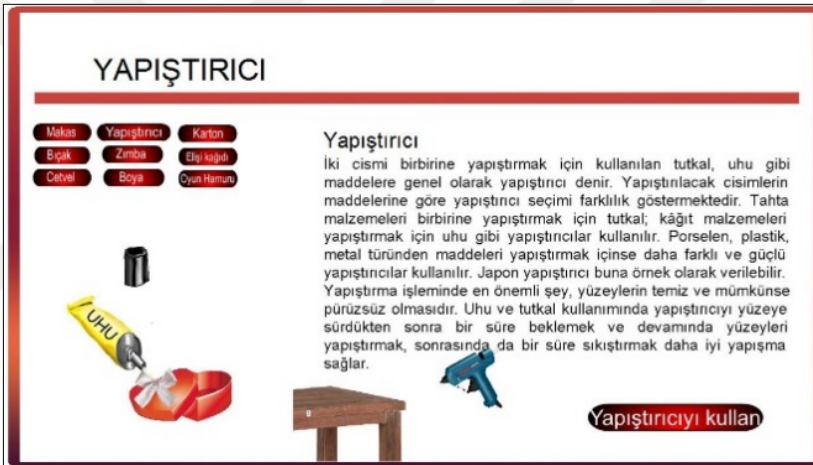 YAPIŞTIRICI
Makas Yapıştırıcı Karton
Bıçak Zımba Elişi kağıdı
Cetvel Boya Oyun Hamuru
Yapıştırıcı
İki cismi birbirine yapıştırmak için kullanılan tutkal, uhu gibi
maddelere genel olarak yapıştırıcı denir. Yapıştırılacak cisimlerin
maddelerine göre yapıştırıcı seçimi farklılık göstermektedir. Tahta
malzemeleri birbirine yapıştırmak için tutkal; kâğıt malzemeleri
yapıştırmak için uhu gibi yapıştırıcılar kullanılır. Porselen, plastik,
metal türünden maddeleri yapıştırmak içinse daha farklı ve güçlü
yapıştırıcılar kullanılır. Japon yapıştırıcı buna örnek olarak verilebilir.
Yapıştırma işleminde en önemli şey, yüzeylerin temiz ve mümkünse
pürüzsüz olmasıdır. Uhu ve tutkal kullanımında yapıştırıcıyı yüzeye
sürdükten sonra bir süre beklemek ve devamında yüzeyleri
yapıştırmak, sonrasında da bir süre sıkıştırmak daha iyi yapışma
sağlar.
UHU
Yapıştırıcıyı kullan